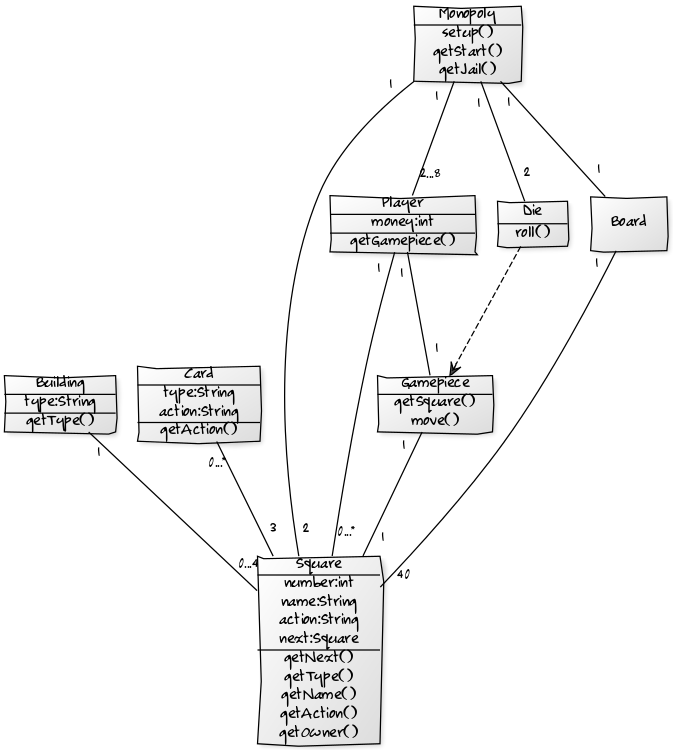 Monopoly
setup()
getStart()
getJail()
1
1
1
1
2...8
2
1
Player
money:int
getGamepiece()
Die
roll()
Board
1
1
1
1
Building
type:String
getType()
Card
type:String
action:String
getAction()
Gamepiece
getSquare()
move()
1
0...*
1
3
2
0...*
1
0...4
40
Square
number:int
name:String
action:String
next:Square
getNext()
getType()
getName()
getAction()
getOwner()